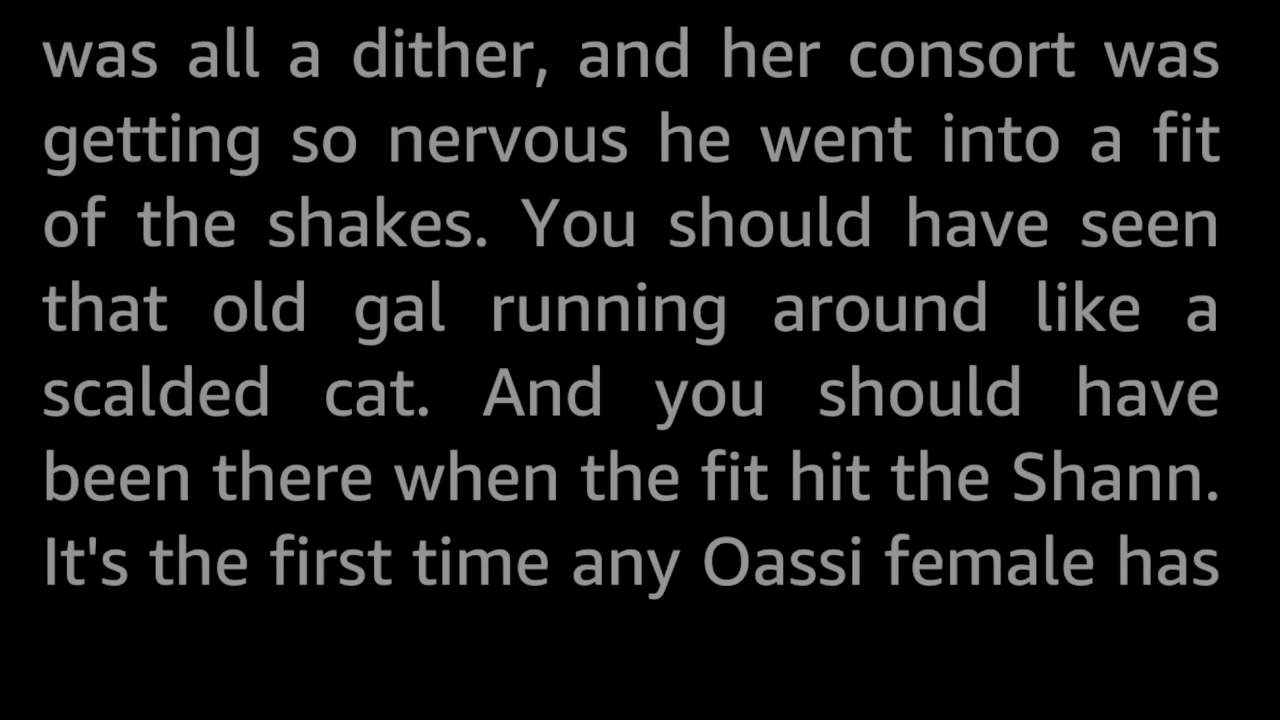 was all a dither, and her consort was
getting so nervous he went into a fit
of the shakes. You should have seen
that old gal running around like a
scalded cat. And you should have
been there when the fit hit the Shann.
It's the first time any Oassi female has